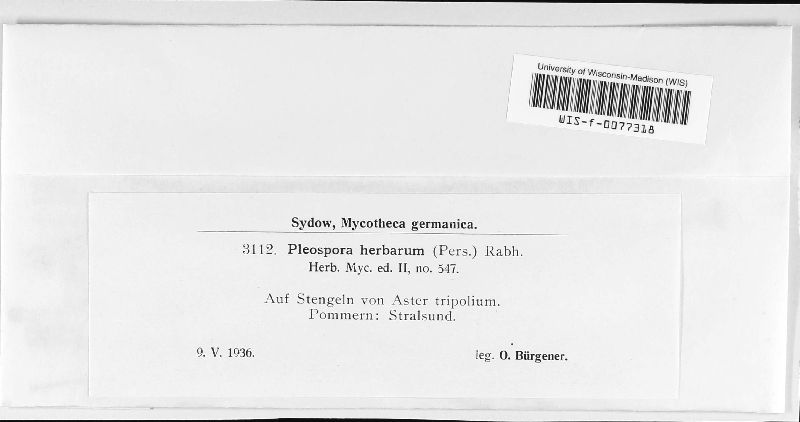 University of Wisconsin-Madison (WIS)
WIS-f-0077318
Sydow, Mycotheca germanica.
3112. Pleospora herbarum (Pers.) Rabh.
Herb. Myc. ed. II, no. 547.
Auf Stengeln von Aster tripolium.
Pommern: Stralsund.
9. V. 1936. leg. O. Bürgener.